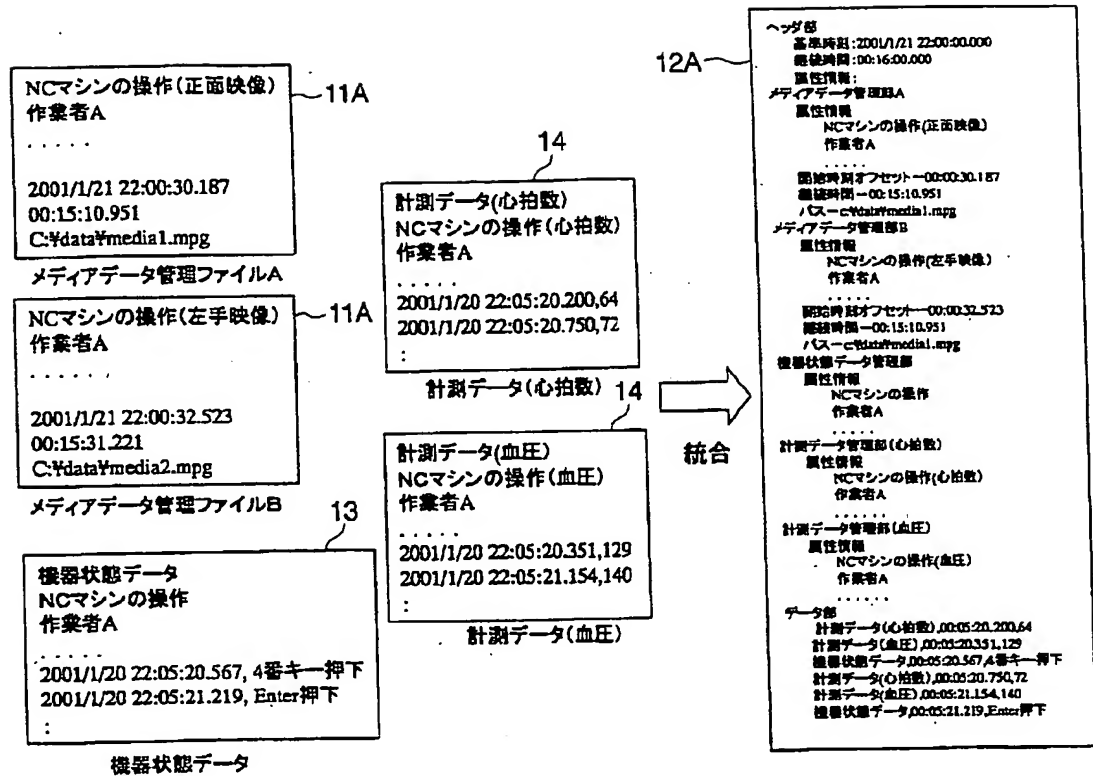 NCマシンの操作(正面映像)
作業者A
. . . . .
2001/1/21 22:00:30.187
00:15:10.951
C:¥data¥media1.mpg
11A
メディアデータ管理ファイルA
NCマシンの操作(左手映像)
作業者A
. . . . . .
2001/1/21 22:00:32.523
00:15:31.221
C:¥data¥media2.mpg
11A
メディアデータ管理ファイルB
13
機器状態データ
NCマシンの操作
作業者A
. . . . .
2001/1/20 22:05:20.567, 4番キー押下
2001/1/20 22:05:21.219, Enter押下
:
機器状態データ
14
計測データ(心拍数)
NCマシンの操作(心拍数)
作業者A
. . . . .
2001/1/20 22:05:20.200,64
2001/1/20 22:05:20.750,72
:
計測データ(心拍数)
14
計測データ(血圧)
NCマシンの操作(血圧)
作業者A
. . . . .
2001/1/20 22:05:20.351,129
2001/1/20 22:05:21.154,140
:
計測データ(血圧)
統合
12A
ヘッダ部
基準時刻:2001/1/21 22:00:00.000
継続時間:00:16:00.000
属性情報:
メディアデータ管理部A
属性情報
NCマシンの操作(正面映像)
作業者A
. . . . .
開始時刻オフセットー00:00:30.187
継続時間ー00:15:10.951
パスーc:¥data¥media1.mpg
メディアデータ管理部B
属性情報
NCマシンの操作(左手映像)
作業者A
. . . . .
開始時刻オフセットー00:00:32.523
継続時間ー00:15:10.951
パスーc:¥data¥media1.mpg
機器状態データ管理部
属性情報
NCマシンの操作
作業者A
. . . . .
計測データ管理部(心拍数)
属性情報
NCマシンの操作(心拍数)
作業者A
. . . . . .
計測データ管理部(血圧)
属性情報
NCマシンの操作(血圧)
作業者A
. . . . . .
データ部
計測データ(心拍数),00:05:20.200,64
計測データ(血圧),00:05:20.351,129
機器状態データ,00:05:20.567,4番キー押下
計測データ(心拍数),00:05:20.750,72
計測データ(血圧),00:05:21.154,140
機器状態データ,00:05:21.219,Enter押下